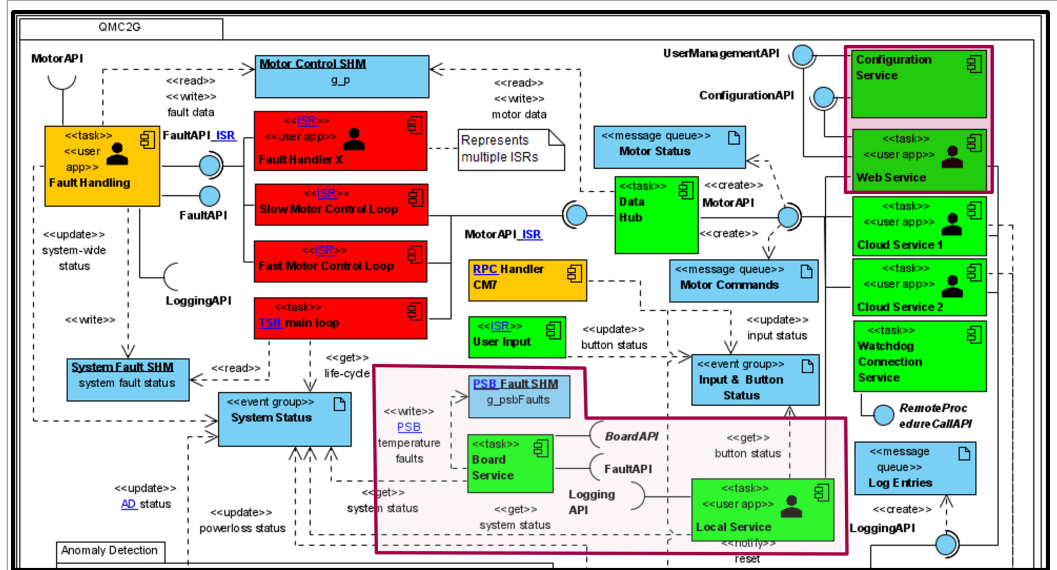 QMC2G
MotorAPI
<<read>>
<<write>>
fault data
Motor Control SHM
g_p
<<read>>
<<write>>
motor data
UserManagementAPI
ConfigurationAPI
Configuration
Service
<<task>>
<<user
app>>
Fault Handling
FaultAPI_ISR
FaultAPI
<<ISR>>
<<user app>>
Fault Handler X
Represents
multiple ISRs
<<message queue>>
Motor Status
<<task>>
<<user app>>
Web Service
<<ISR>>
Slow Motor Control Loop
MotorAPI_ISR
<<task>>
Data
Hub
<<create>>
MotorAPI
<<create>>
<<task>>
<<user app>>
Cloud Service 1
<<update>>
system-wide
status
LoggingAPI
<<ISR>>
Fast Motor Control Loop
RPC Handler
CM7
<<message queue>>
Motor Commands
<<task>>
<<user app>>
Cloud Service 2
<<write>>
<<task>>
TSN main loop
<<ISR>>
User Input
<<update>>
button status
<<update>>
input status
<<task>>
Watchdog
Connection
Service
System Fault SHM
system fault status
<<read>>
<<get>>
life-cycle
PSB Fault SHM
g_psbFaults
<<event group>>
Input & Button
Status
RemoteProc
edureCallAPI
<<event group>>
System Status
<<write>>
PSB
temperature
faults
<<task>>
Board
Service
BoardAPI
FaultAPI
Logging
API
<<get>>
button status
<<message
queue>>
Log Entries
<<update>>
AD status
<<update>>
powerloss status
<<get>>
system status
<<get>>
system status
<<task>>
<<user app>>
Local Service
<<notify>>
reset
<<create>>
LoggingAPI
Anomaly Detection